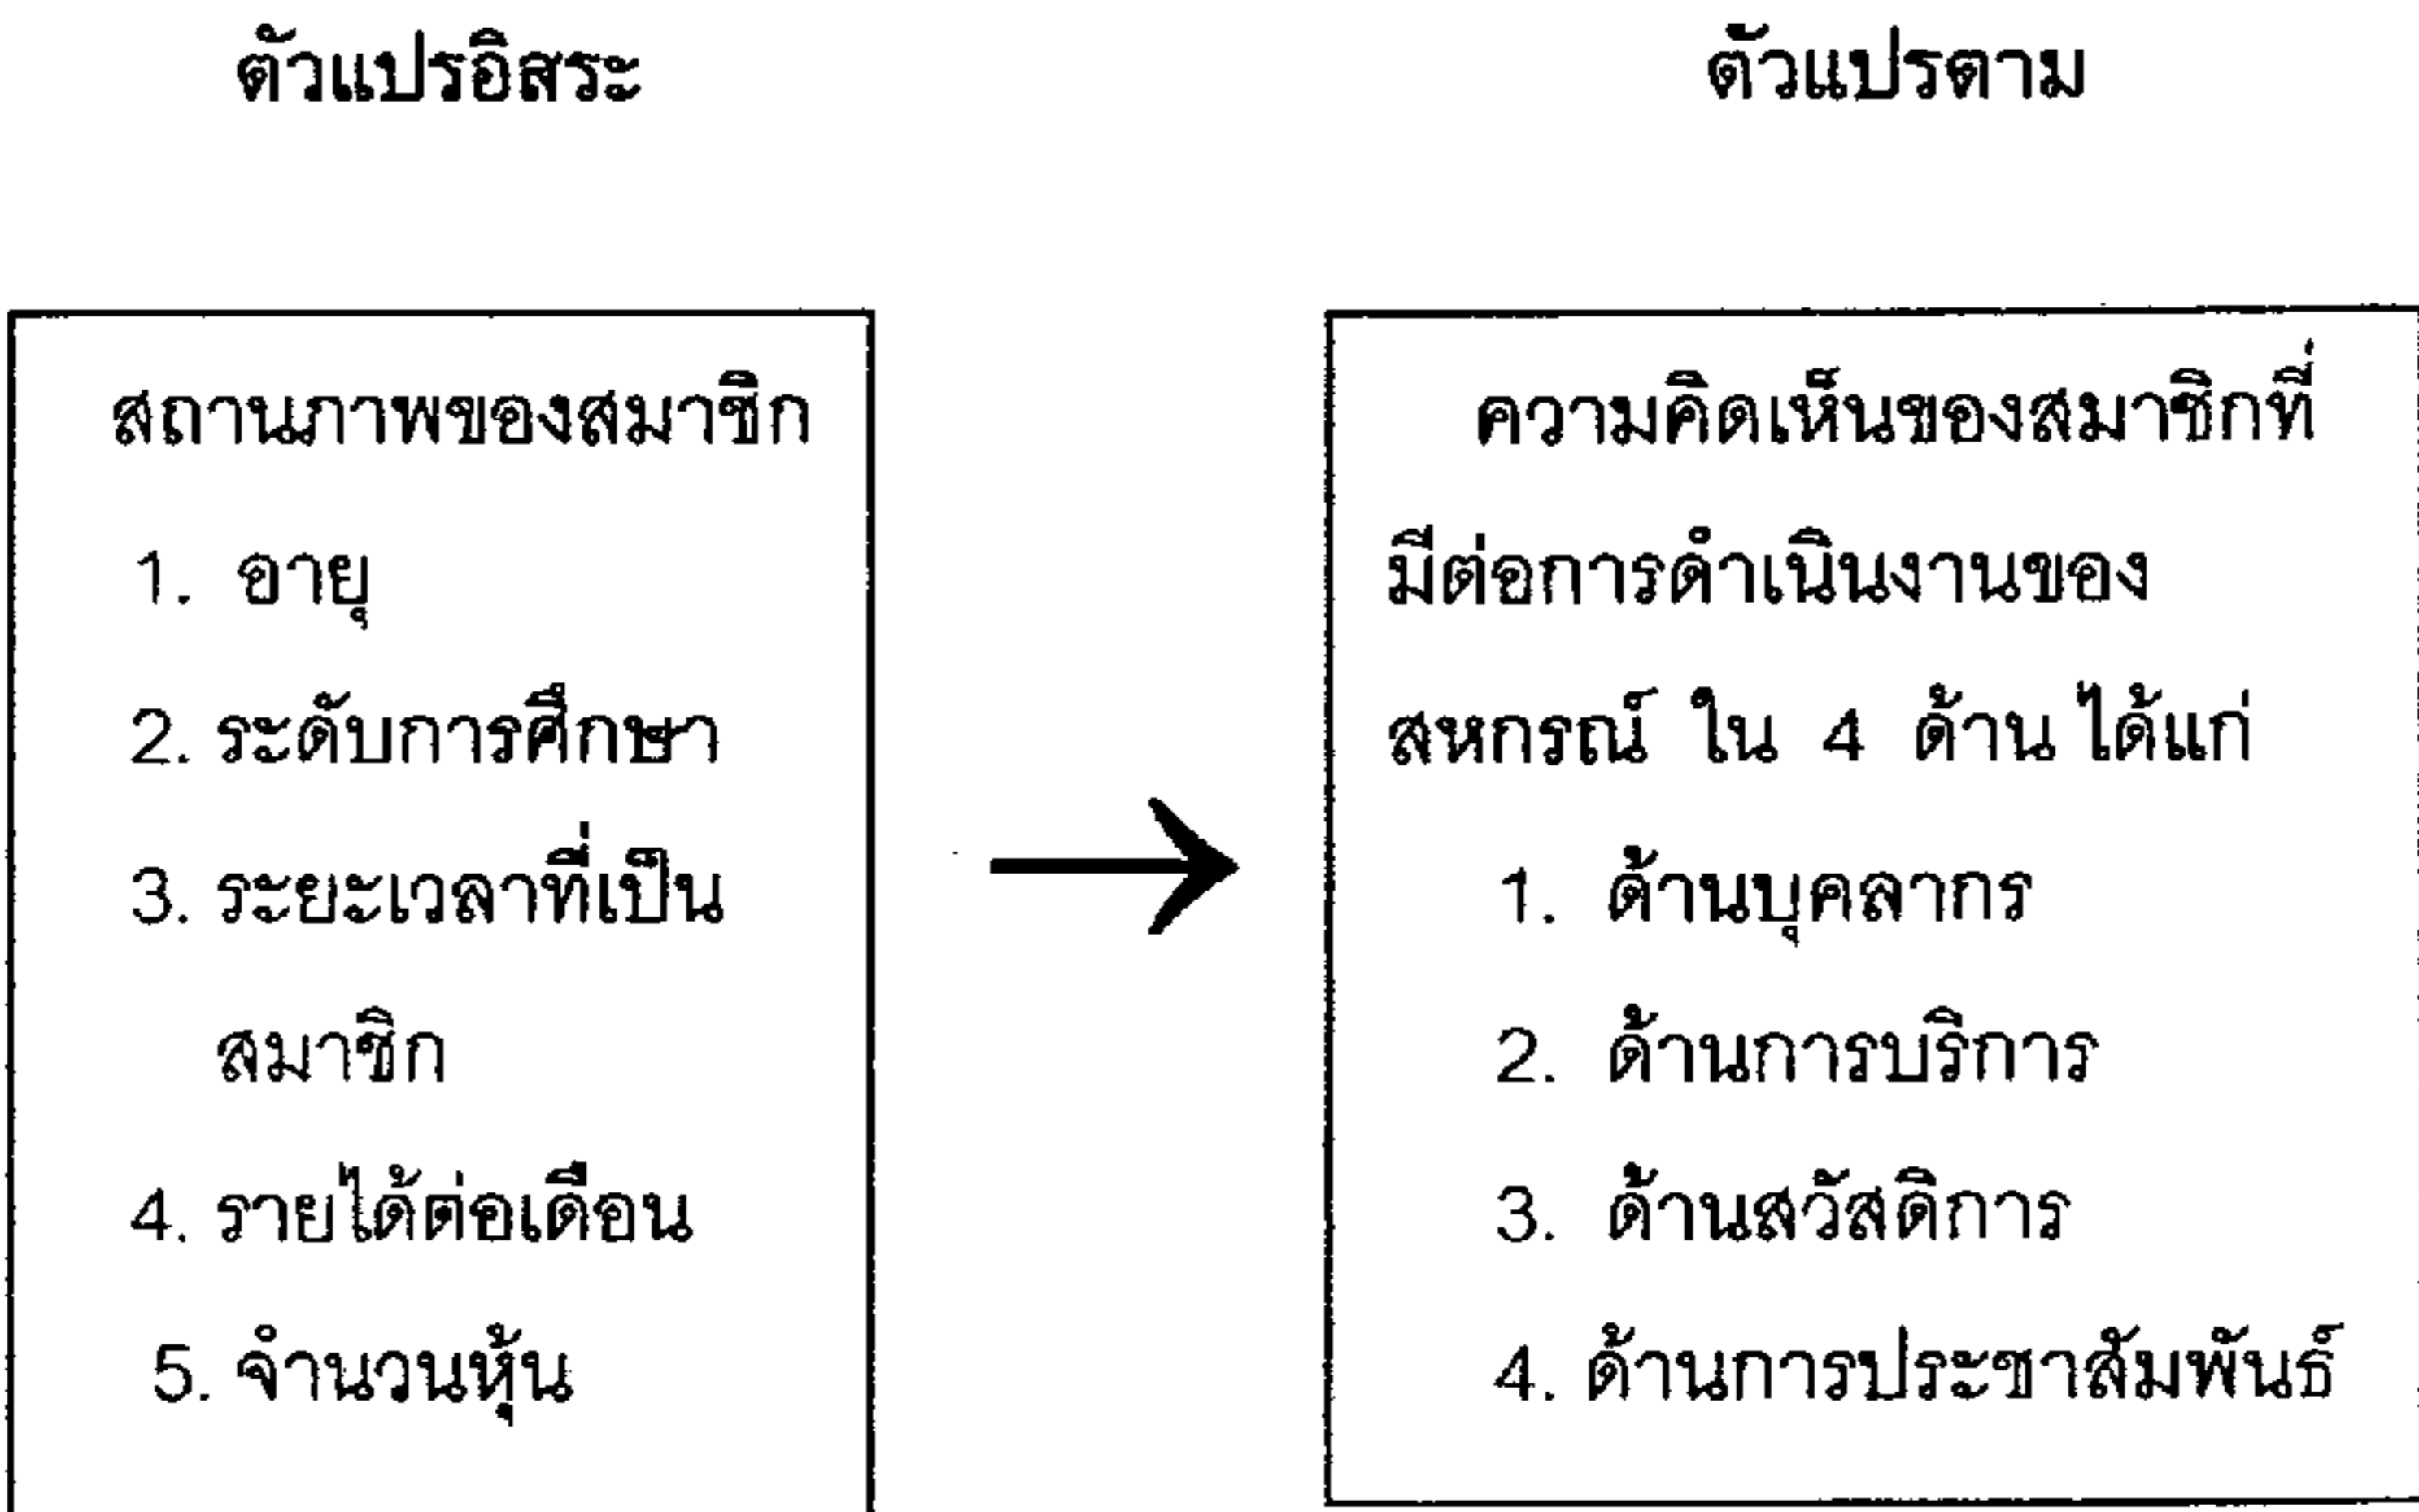 ตัวแปรอิสระ
ตัวแปรตาม
สถานภาพของสมาชิก
1. อายุ
2. ระดับการศึกษา
3. ระยะเวลาที่เป็น
สมาชิก
4. รายได้ต่อเดือน
5. จำนวนหุ้น
ความคิดเห็นของสมาชิกที่
มีต่อการดำเนินงานของ
สหกรณ์ ใน 4 ด้าน ได้แก่
1. ด้านบุคลากร
2. ด้านการบริการ
3. ด้านสวัสดิการ
4. ด้านการประชาสัมพันธ์